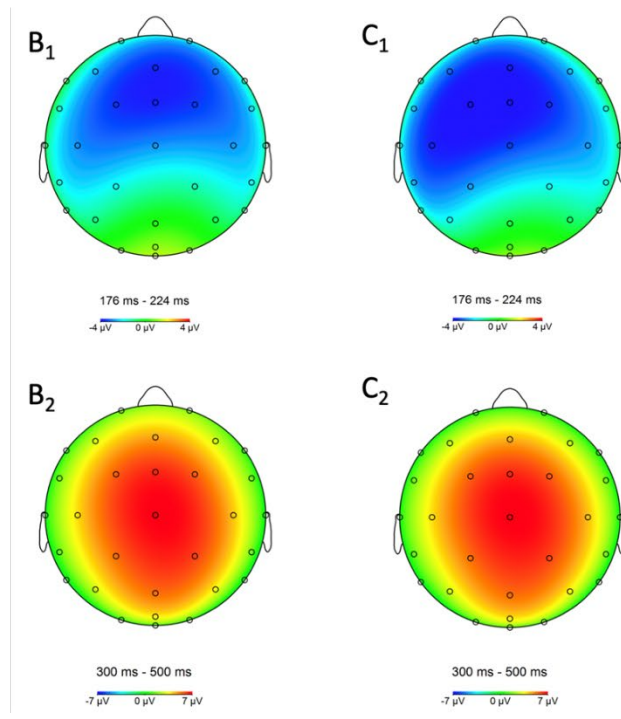 B₁
C₁
176 ms - 224 ms
176 ms - 224 ms
-4 µV 0 µV 4 µV
-4 µV 0 µV 4 µV
B₂
C₂
300 ms - 500 ms
300 ms - 500 ms
-7 µV 0 µV 7 µV
-7 µV 0 µV 7 µV